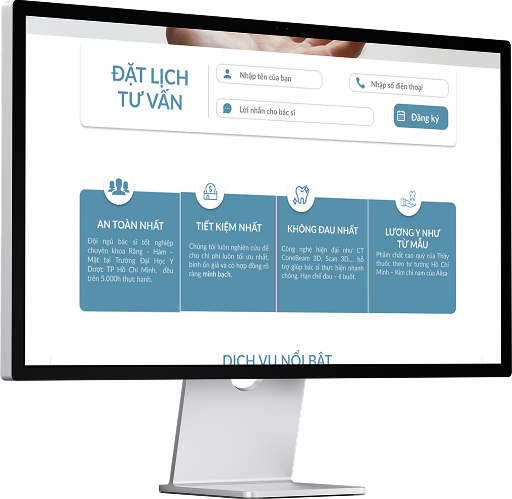 ĐẶT LỊCH
TƯ VẤN
Nhập tên của bạn
Nhập số điện thoại
Lời nhắn cho bác sĩ
Đăng ký
AN TOÀN NHẤT
Đội ngũ bác sĩ tốt nghiệp
chuyên khoa Răng – Hàm –
Mặt tại Trường Đại Học Y
Dược TP Hồ Chí Minh, đều
trên 5.000h thực hành.
TIẾT KIỆM NHẤT
Chúng tôi luôn nghiên cứu để
cho chi phí luôn tối ưu nhất,
bình ổn giá và có hợp đồng rõ
ràng minh bạch.
KHÔNG ĐAU NHẤT
Công nghệ hiện đại như CT
ConeBeam 3D, Scan 3D,... hỗ
trợ giúp bác sĩ thực hiện nhanh
chóng. Hạn chế đau – ê buốt.
LƯƠNG Y NHƯ
TỪ MẪU
Phẩm chất cao quý của Thầy
thuốc theo tư tưởng Hồ Chí
Minh – Kim chỉ nam của Alisa
DỊCH VỤ NỔI BẬT